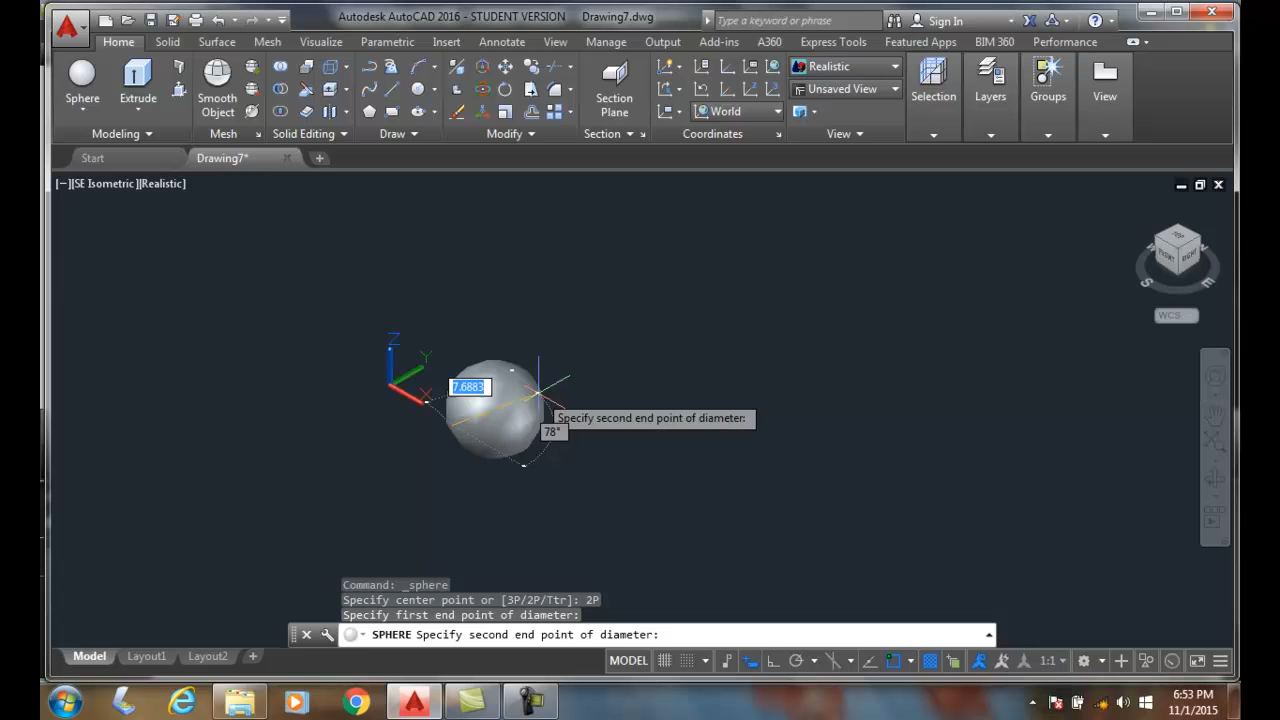 Autodesk AutoCAD 2016 - STUDENT VERSION Drawing7.dwg
Type a keyword or phrase
Sign In
Home Solid Surface Mesh Visualize Parametric Insert Annotate View Manage Output Add-ins A360 Express Tools Featured Apps BIM 360 Performance
Realistic
Unsaved View
World
Sphere Extrude Smooth Object Section Plane Selection Layers Groups View
Modeling Mesh Solid Editing Draw Modify Section Coordinates View
Start Drawing7*
[−][SE Isometric][Realistic]
TOP
FRONT RIGHT
S E
WCS
Z
Y
X
7.6883
Specify second end point of diameter:
78°
Command: _sphere
Specify center point or [3P/2P/Ttr]: 2P
Specify first end point of diameter:
SPHERE Specify second end point of diameter:
Model Layout1 Layout2
MODEL
1:1
6:53 PM
11/1/2015